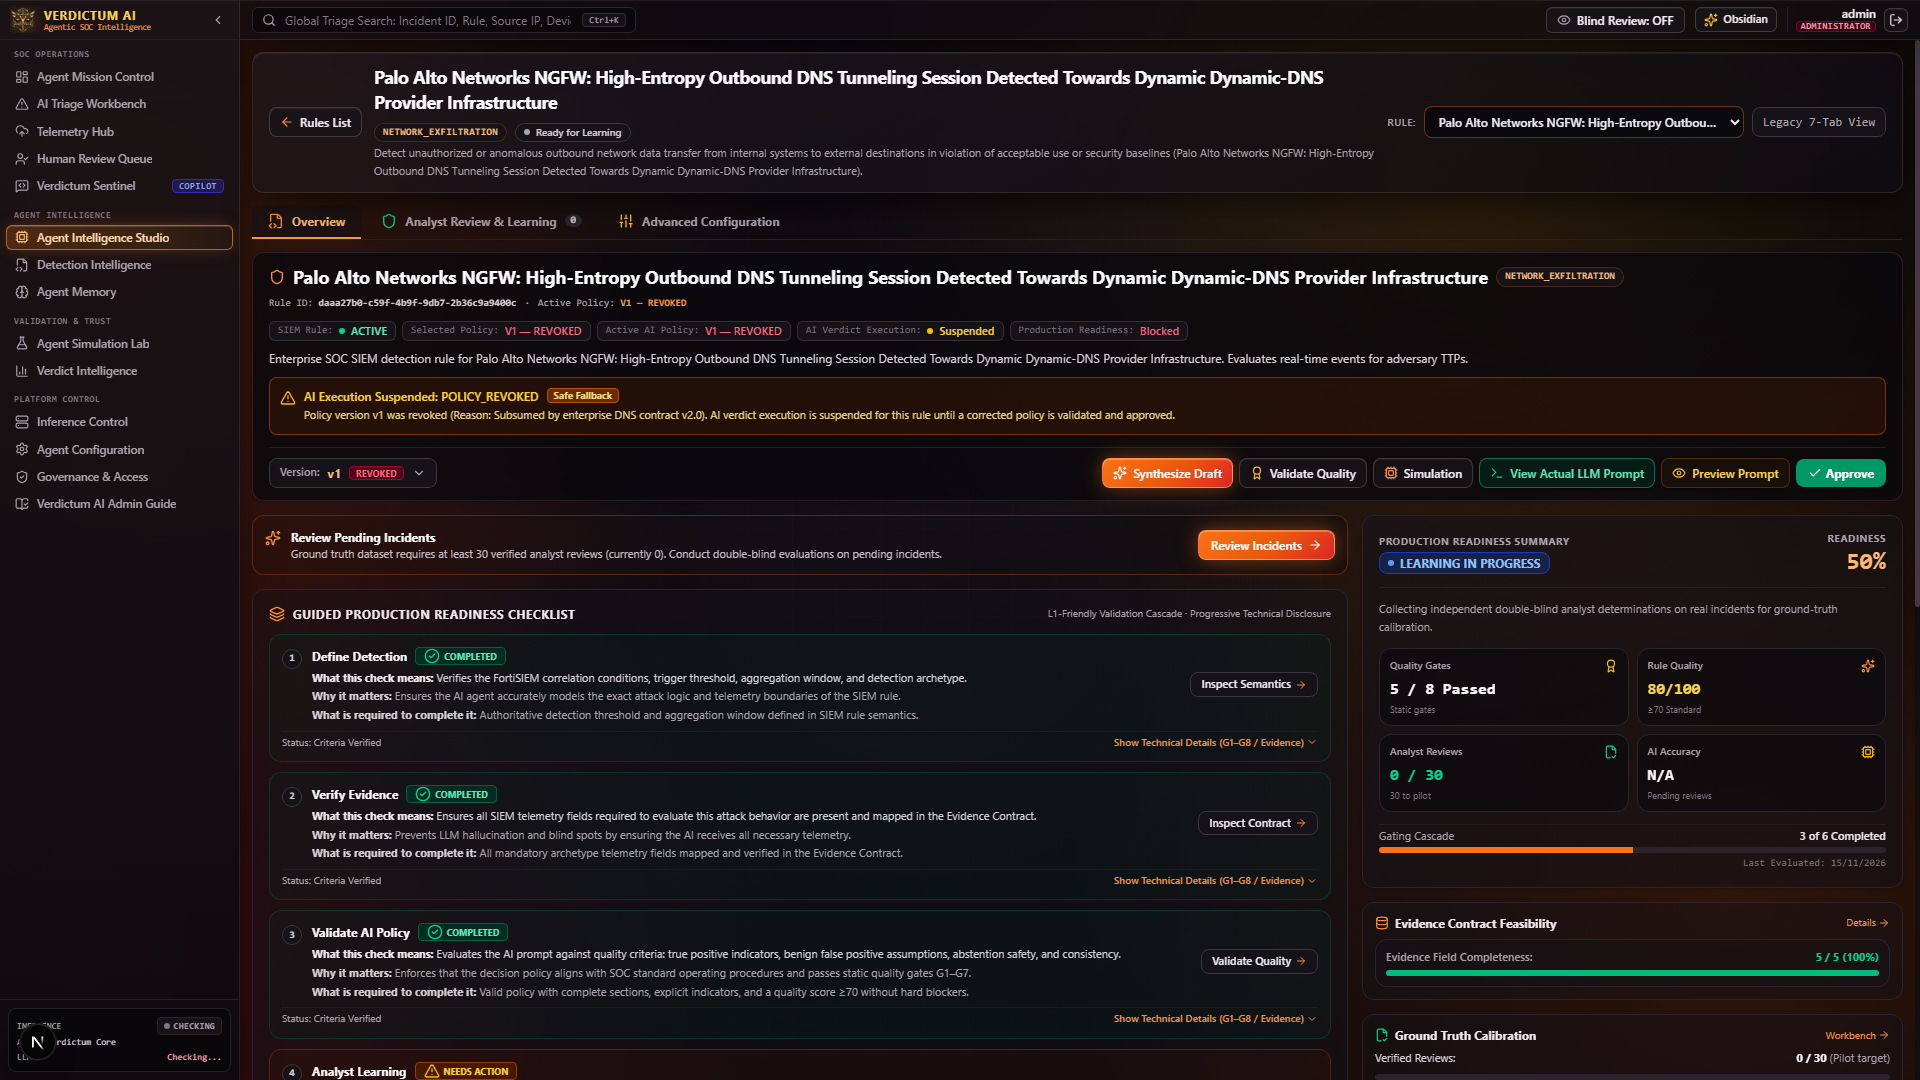 VERDICTUM AI
Agentic SOC Intelligence
Global Triage Search: Incident ID, Rule, Source IP, Devi
Ctrl+K
Blind Review: OFF
Obsidian
admin
ADMINISTRATOR
SOC OPERATIONS
Agent Mission Control
AI Triage Workbench
Telemetry Hub
Human Review Queue
Verdictum Sentinel
COPILOT
AGENT INTELLIGENCE
Agent Intelligence Studio
Detection Intelligence
Agent Memory
VALIDATION & TRUST
Agent Simulation Lab
Verdict Intelligence
PLATFORM CONTROL
Inference Control
Agent Configuration
Governance & Access
Verdictum AI Admin Guide
CHECKING
N
rdictum Core
Checking...
Rules List
Palo Alto Networks NGFW: High-Entropy Outbound DNS Tunneling Session Detected Towards Dynamic Dynamic-DNS
Provider Infrastructure
NETWORK_EXFILTRATION
Ready for Learning
Detect unauthorized or anomalous outbound network data transfer from internal systems to external destinations in violation of acceptable use or security baselines (Palo Alto Networks NGFW: High-Entropy
Outbound DNS Tunneling Session Detected Towards Dynamic Dynamic-DNS Provider Infrastructure).
RULE:
Palo Alto Networks NGFW: High-Entropy Outbou...
Legacy 7-Tab View
Overview
Analyst Review & Learning 0
Advanced Configuration
Palo Alto Networks NGFW: High-Entropy Outbound DNS Tunneling Session Detected Towards Dynamic Dynamic-DNS Provider Infrastructure
NETWORK_EXFILTRATION
Rule ID: daaa27b0-c59f-4b9f-9db7-2b36c9a9400c · Active Policy: V1 — REVOKED
SIEM Rule: ACTIVE
Selected Policy: V1 — REVOKED
Active AI Policy: V1 — REVOKED
AI Verdict Execution: Suspended
Production Readiness: Blocked
Enterprise SOC SIEM detection rule for Palo Alto Networks NGFW: High-Entropy Outbound DNS Tunneling Session Detected Towards Dynamic Dynamic-DNS Provider Infrastructure. Evaluates real-time events for adversary TTPs.
AI Execution Suspended: POLICY_REVOKED
Safe Fallback
Policy version v1 was revoked (Reason: Subsumed by enterprise DNS contract v2.0). AI verdict execution is suspended for this rule until a corrected policy is validated and approved.
Version: v1 REVOKED
Synthesize Draft
Validate Quality
Simulation
View Actual LLM Prompt
Preview Prompt
Approve
Review Pending Incidents
Ground truth dataset requires at least 30 verified analyst reviews (currently 0). Conduct double-blind evaluations on pending incidents.
Review Incidents
GUIDED PRODUCTION READINESS CHECKLIST
L1-Friendly Validation Cascade · Progressive Technical Disclosure
1 Define Detection COMPLETED
What this check means: Verifies the FortiSIEM correlation conditions, trigger threshold, aggregation window, and detection archetype.
Why it matters: Ensures the AI agent accurately models the exact attack logic and telemetry boundaries of the SIEM rule.
What is required to complete it: Authoritative detection threshold and aggregation window defined in SIEM rule semantics.
Inspect Semantics
Status: Criteria Verified
Show Technical Details (G1–G8 / Evidence)
2 Verify Evidence COMPLETED
What this check means: Ensures all SIEM telemetry fields required to evaluate this attack behavior are present and mapped in the Evidence Contract.
Why it matters: Prevents LLM hallucination and blind spots by ensuring the AI receives all necessary telemetry.
What is required to complete it: All mandatory archetype telemetry fields mapped and verified in the Evidence Contract.
Inspect Contract
Status: Criteria Verified
Show Technical Details (G1–G8 / Evidence)
3 Validate AI Policy COMPLETED
What this check means: Evaluates the AI prompt against quality criteria: true positive indicators, benign false positive assumptions, abstention safety, and consistency.
Why it matters: Enforces that the decision policy aligns with SOC standard operating procedures and passes static quality gates G1–G7.
What is required to complete it: Valid policy with complete sections, explicit indicators, and a quality score ≥70 without hard blockers.
Validate Quality
Status: Criteria Verified
Show Technical Details (G1–G8 / Evidence)
4 Analyst Learning NEEDS ACTION
PRODUCTION READINESS SUMMARY
LEARNING IN PROGRESS
READINESS
50%
Collecting independent double-blind analyst determinations on real incidents for ground-truth
calibration.
Quality Gates
5 / 8 Passed
Static gates
Rule Quality
80/100
≥70 Standard
Analyst Reviews
0 / 30
30 to pilot
AI Accuracy
N/A
Pending reviews
Gating Cascade
3 of 6 Completed
Last Evaluated: 15/11/2026
Evidence Contract Feasibility
Details
Evidence Field Completeness:
5 / 5 (100%)
Ground Truth Calibration
Workbench
Verified Reviews:
0 / 30 (Pilot target)